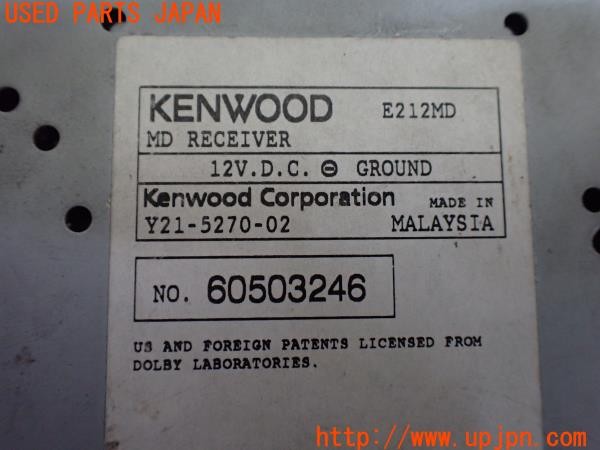 USED PARTS JAPAN
KENWOOD E212MD
MD RECEIVER
12V.D.C. ⊖ GROUND
Kenwood Corporation MADE IN
Y21-5270-02 MALAYSIA
NO. 60503246
US AND FOREIGN PATENTS LICENSED FROM
DOLBY LABORATORIES.
http://www.upjpn.com